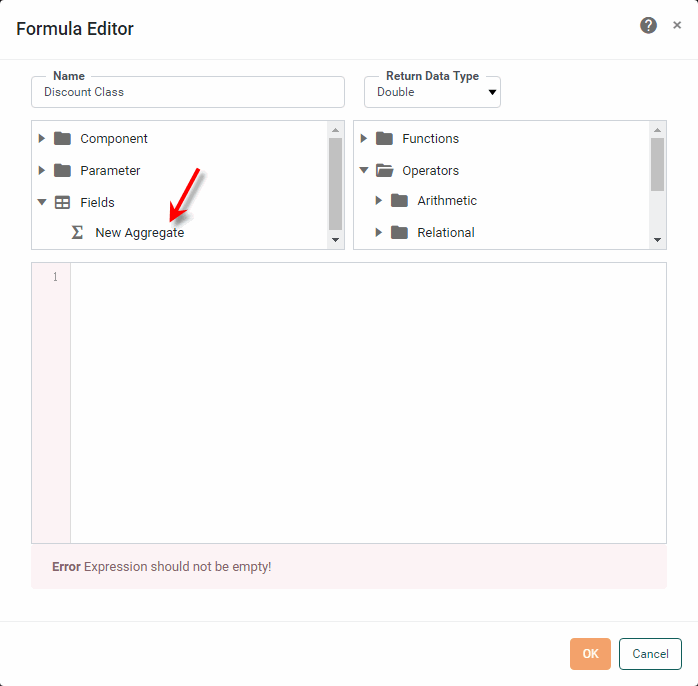 Formula Editor
?
×
Name
Return Data Type
Discount Class
Double
Component
Functions
Parameter
Operators
Fields
Arithmetic
Σ New Aggregate
Relational
1
Error Expression should not be empty!
OK
Cancel